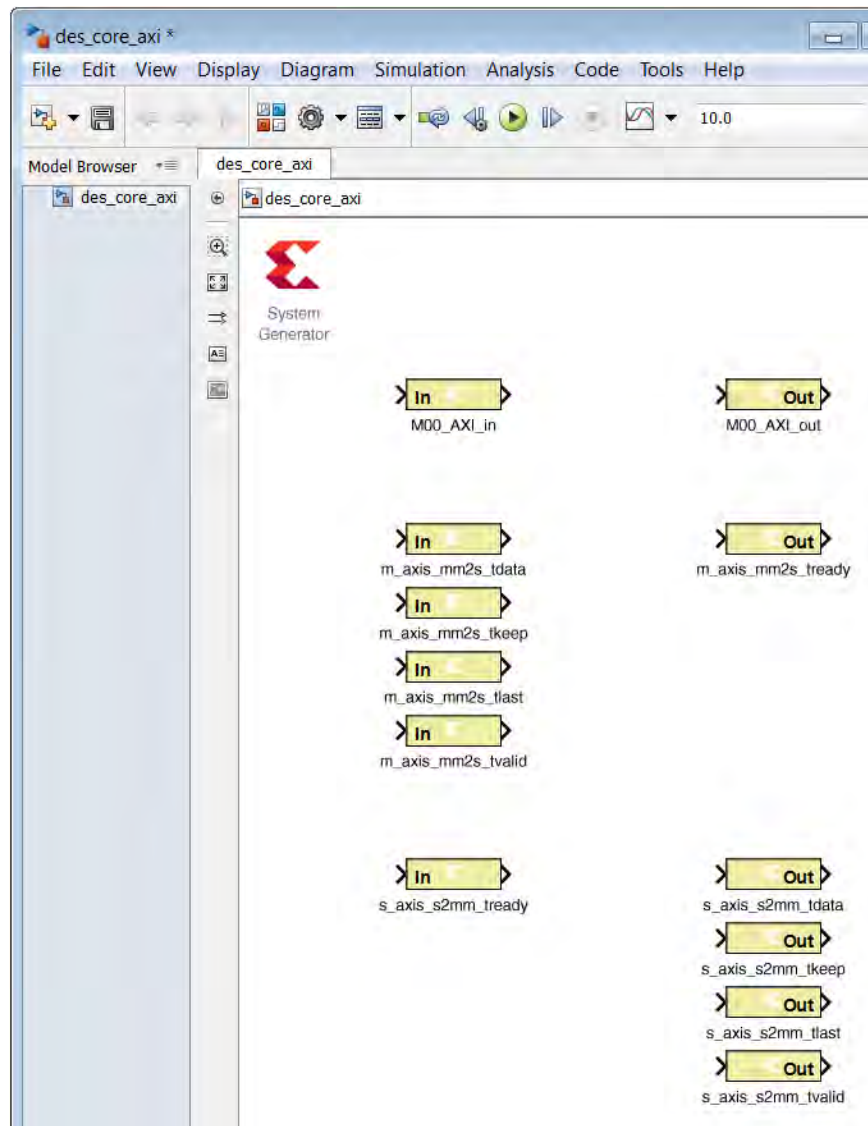 des_core_axi *
File Edit View Display Diagram Simulation Analysis Code Tools Help
10.0
Model Browser
des_core_axi
des_core_axi
des_core_axi
System
Generator
In
M00_AXI_in
Out
M00_AXI_out
In
m_axis_mm2s_tdata
Out
m_axis_mm2s_tready
In
m_axis_mm2s_tkeep
In
m_axis_mm2s_tlast
In
m_axis_mm2s_tvalid
In
s_axis_s2mm_tready
Out
s_axis_s2mm_tdata
Out
s_axis_s2mm_tkeep
Out
s_axis_s2mm_tlast
Out
s_axis_s2mm_tvalid